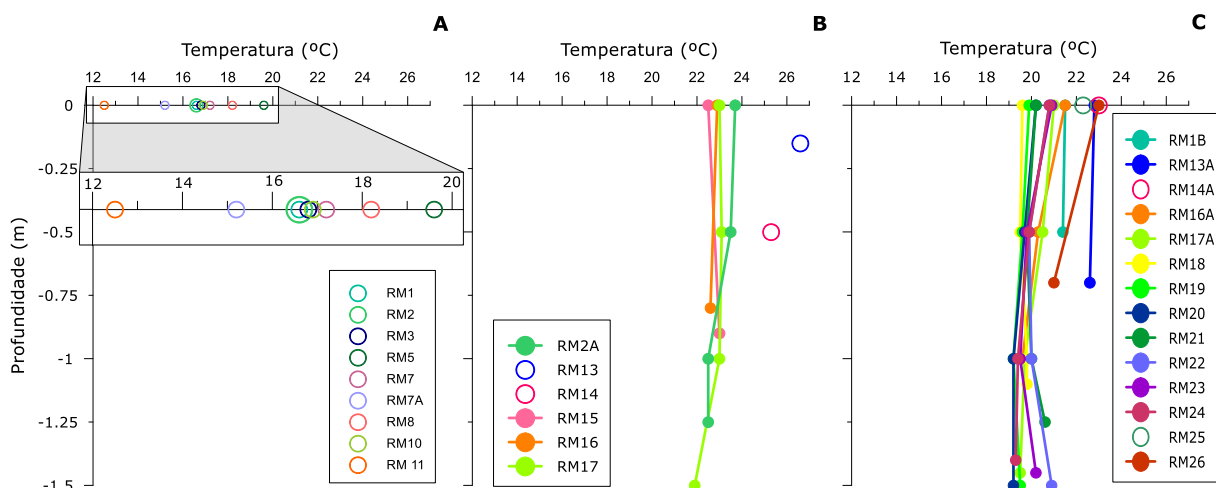 A
B
C
Temperatura (ºC)
Temperatura (ºC)
Temperatura (ºC)
12 14 16 18 20 22 24 26
12 14 16 18 20 22 24 26
12 14 16 18 20 22 24 26
Profundidade (m)
0
-0.25
-0.5
-0.75
-1
-1.25
-1.5
12 14 16 18 20
RM1
RM2
RM3
RM5
RM7
RM7A
RM8
RM10
RM 11
RM2A
RM13
RM14
RM15
RM16
RM17
RM1B
RM13A
RM14A
RM16A
RM17A
RM18
RM19
RM20
RM21
RM22
RM23
RM24
RM25
RM26